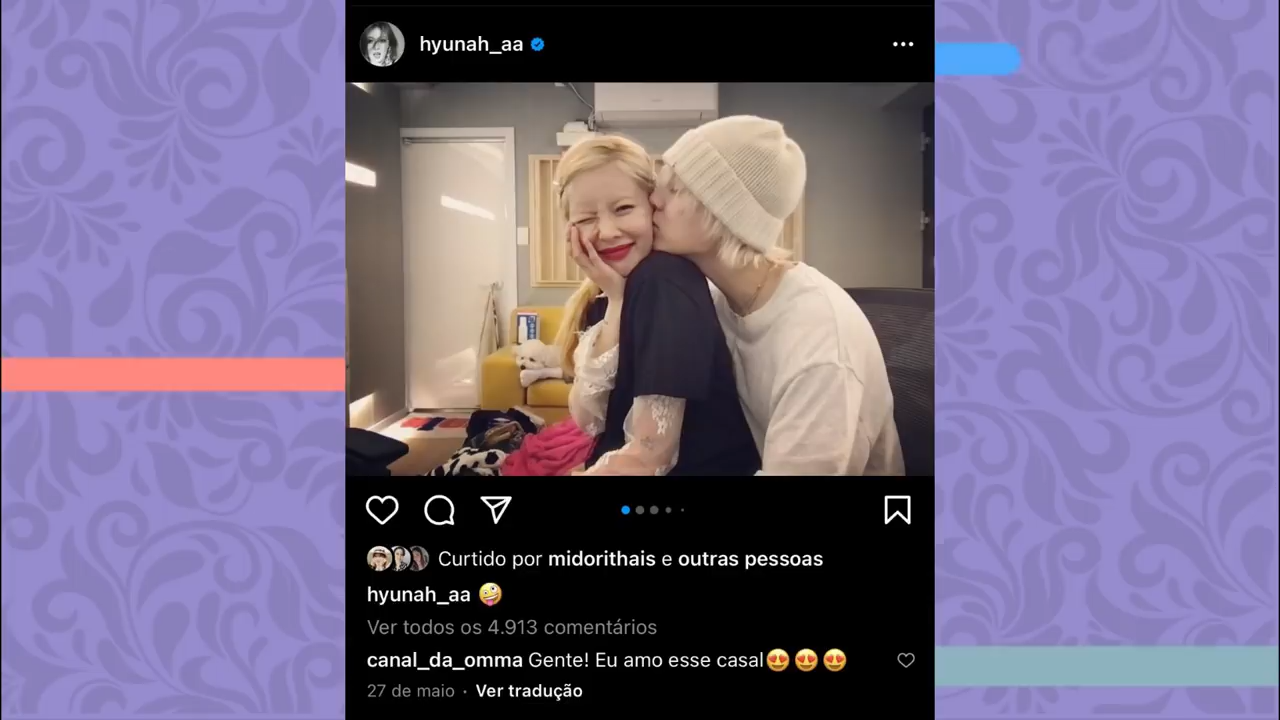 hyunah_aa
Curtido por midorithais e outras pessoas
hyunah_aa 🤪
Ver todos os 4.913 comentários
canal_da_omma Gente! Eu amo esse casal😍😍😍
27 de maio · Ver tradução